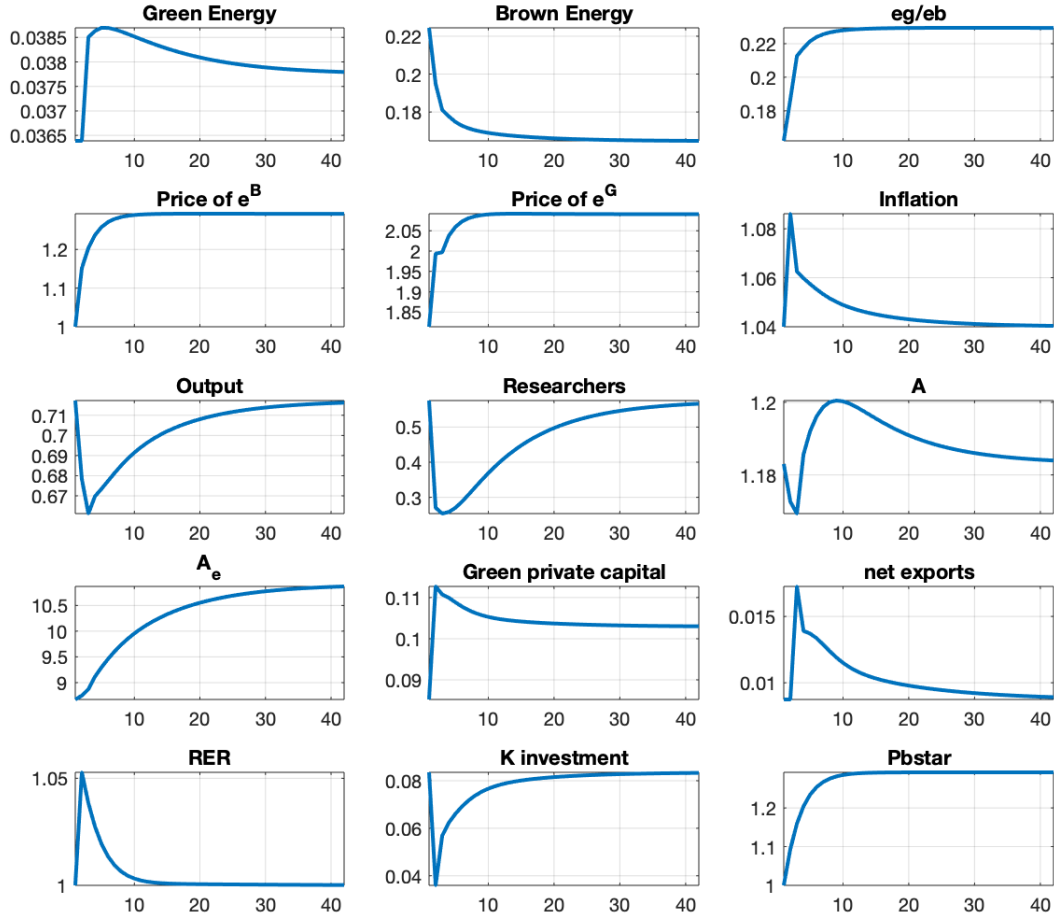 Green Energy
0.0385
0.038
0.0375
0.037
0.0365
10 20 30 40
Brown Energy
0.22
0.2
0.18
10 20 30 40
eg/eb
0.22
0.2
0.18
10 20 30 40
Price of e^B
1.2
1.1
1
10 20 30 40
Price of e^G
2.05
2
1.95
1.9
1.85
10 20 30 40
Inflation
1.08
1.06
1.04
10 20 30 40
Output
0.71
0.7
0.69
0.68
0.67
10 20 30 40
Researchers
0.5
0.4
0.3
10 20 30 40
A
1.2
1.18
10 20 30 40
A_e
10.5
10
9.5
9
10 20 30 40
Green private capital
0.11
0.1
0.09
10 20 30 40
net exports
0.015
0.01
10 20 30 40
RER
1.05
1
10 20 30 40
K investment
0.08
0.06
0.04
10 20 30 40
Pbstar
1.2
1.1
1
10 20 30 40